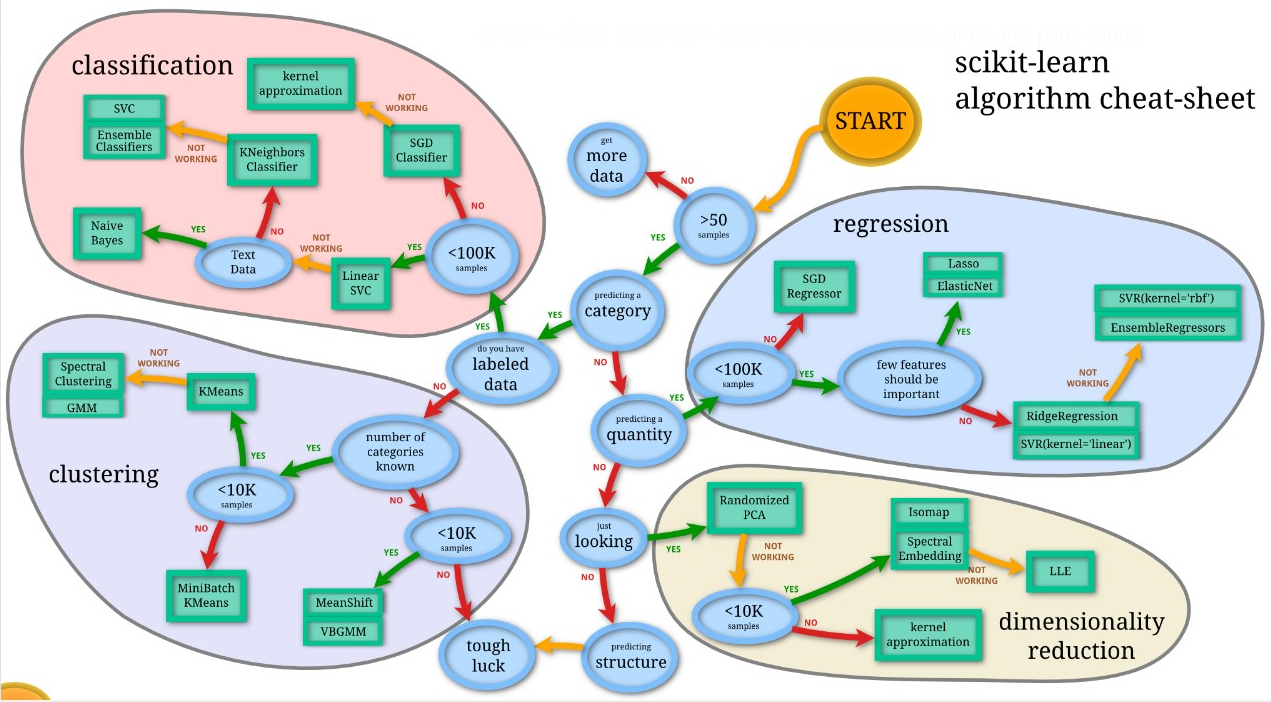 scikit-learn
algorithm cheat-sheet
START
get
more
data
NO
>50
samples
YES
predicting a
category
YES
NO
do you have
labeled
data
YES
NO
predicting a
quantity
YES
NO
just
looking
YES
NO
predicting
structure
tough
luck
classification
kernel
approximation
NOT
WORKING
SGD
Classifier
NO
<100K
samples
YES
Linear
SVC
NOT
WORKING
Text
Data
YES
Naive
Bayes
NO
KNeighbors
Classifier
NOT
WORKING
SVC
Ensemble
Classifiers
clustering
number of
categories
known
YES
NO
<10K
samples
YES
NO
KMeans
NOT
WORKING
Spectral
Clustering
GMM
MiniBatch
KMeans
<10K
samples
YES
NO
MeanShift
VBGMM
regression
<100K
samples
NO
SGD
Regressor
YES
few features
should be
important
YES
Lasso
ElasticNet
NO
RidgeRegression
SVR(kernel='linear')
NOT
WORKING
SVR(kernel='rbf')
EnsembleRegressors
dimensionality
reduction
Randomized
PCA
NOT
WORKING
<10K
samples
YES
NO
Isomap
Spectral
Embedding
NOT
WORKING
LLE
kernel
approximation